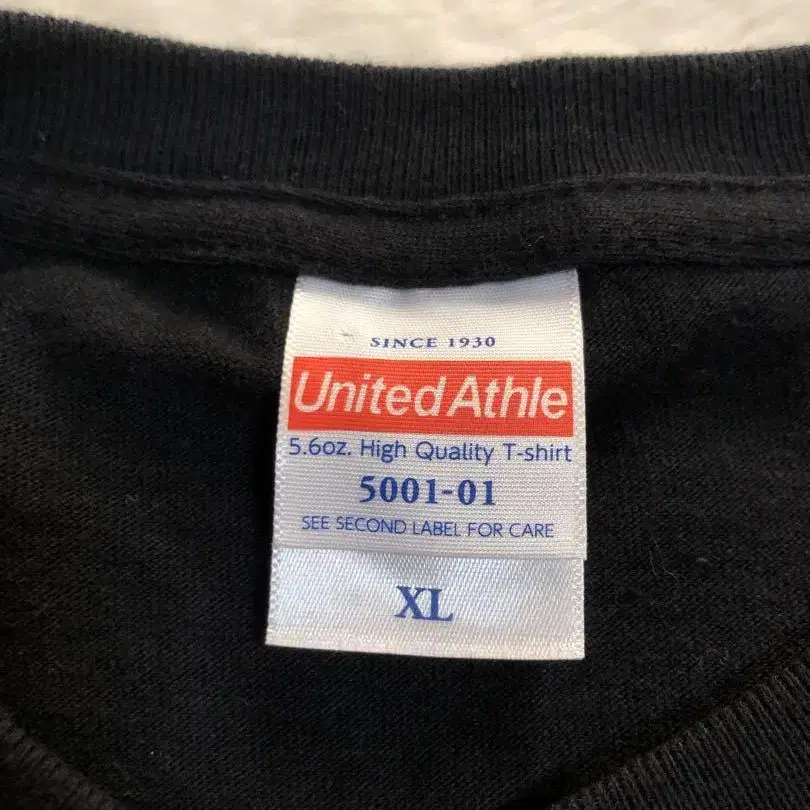 SINCE 1930
United Athle
5.6oz. High Quality T-shirt
5001-01
SEE SECOND LABEL FOR CARE
XL